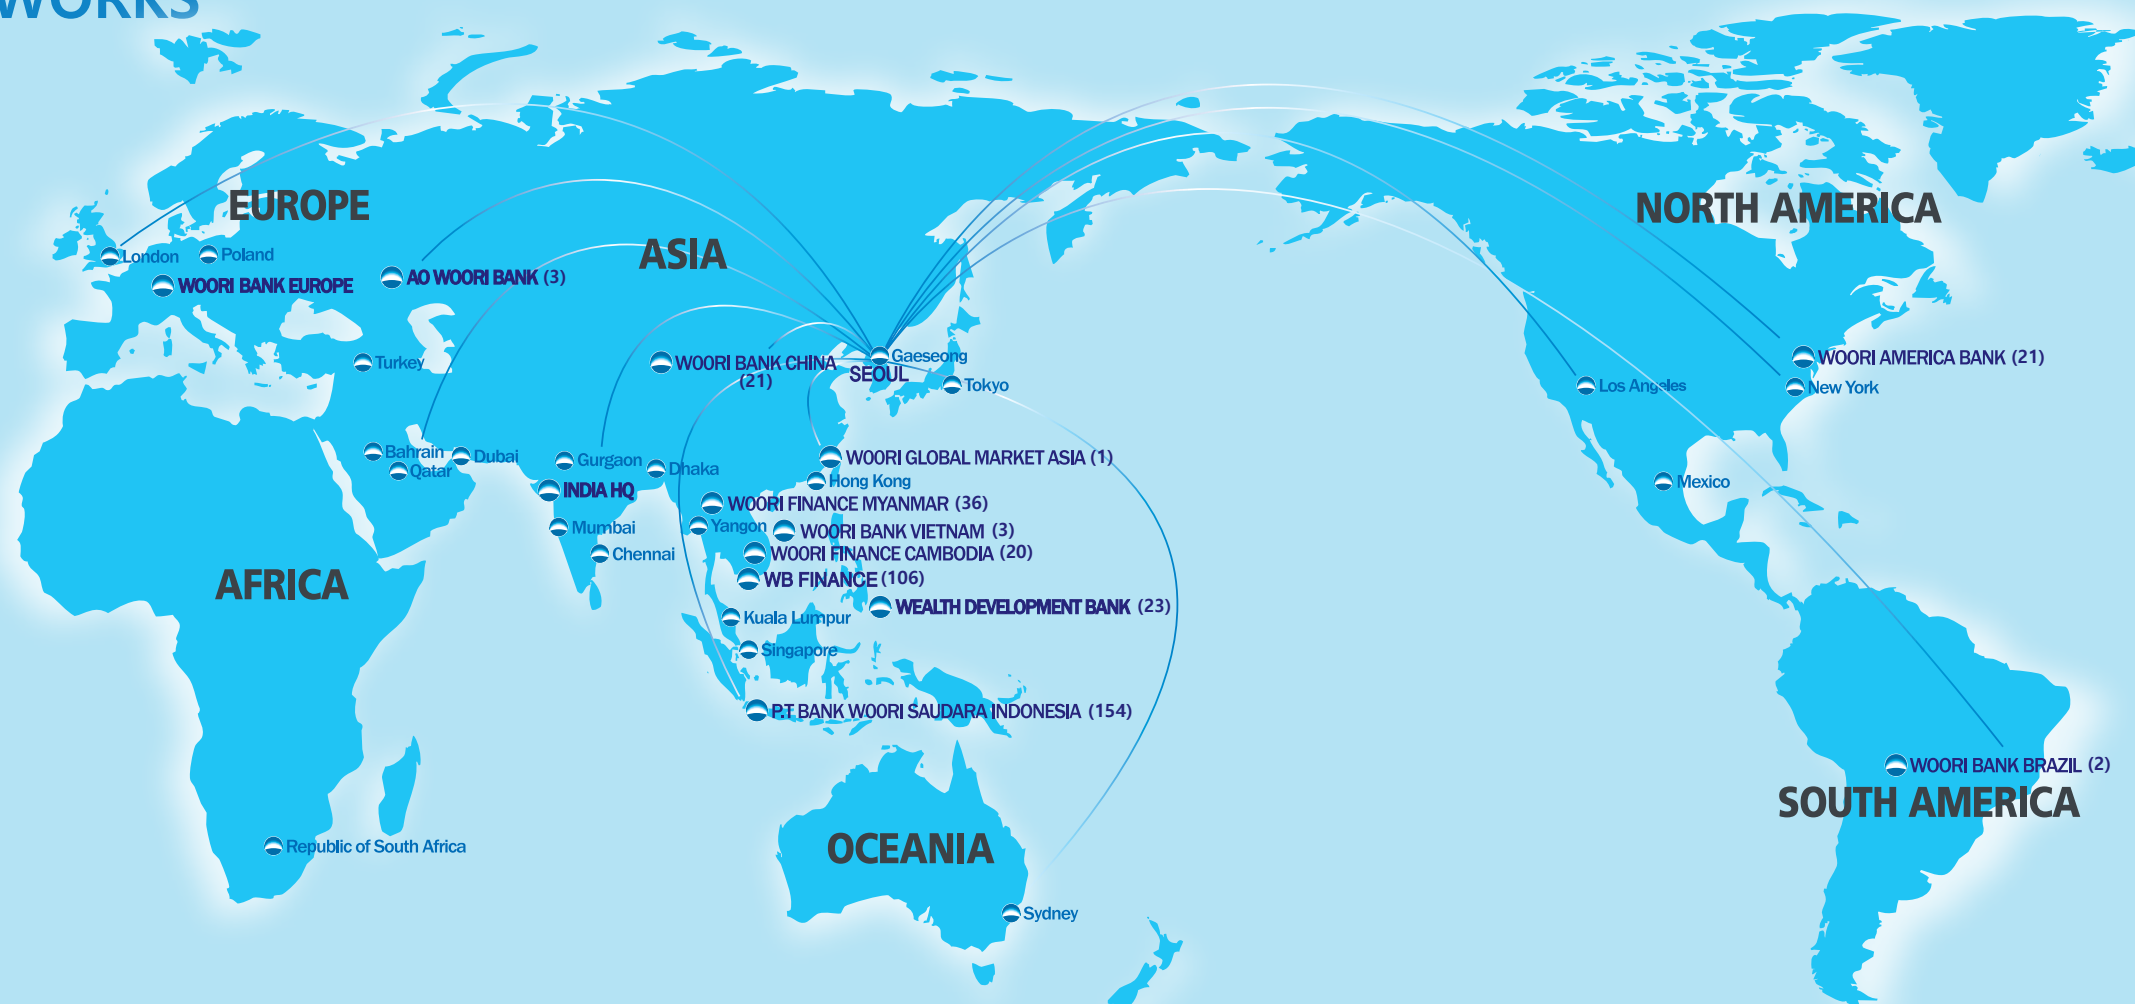 WORKS
EUROPE
London
Poland
WOORI BANK EUROPE
AO WOORI BANK (3)
Turkey
ASIA
WOORI BANK CHINA
(21)
Gaeseong
SEOUL
Tokyo
Bahrain
Qatar
Dubai
Gurgaon
Dhaka
INDIA HQ
Mumbai
Chennai
WOORI GLOBAL MARKET ASIA (1)
Hong Kong
WOORI FINANCE MYANMAR (36)
Yangon
WOORI BANK VIETNAM (3)
WOORI FINANCE CAMBODIA (20)
WB FINANCE (106)
WEALTH DEVELOPMENT BANK (23)
Kuala Lumpur
Singapore
P.T BANK WOORI SAUDARA INDONESIA (154)
AFRICA
Republic of South Africa
OCEANIA
Sydney
NORTH AMERICA
WOORI AMERICA BANK (21)
Los Angeles
New York
Mexico
WOORI BANK BRAZIL (2)
SOUTH AMERICA